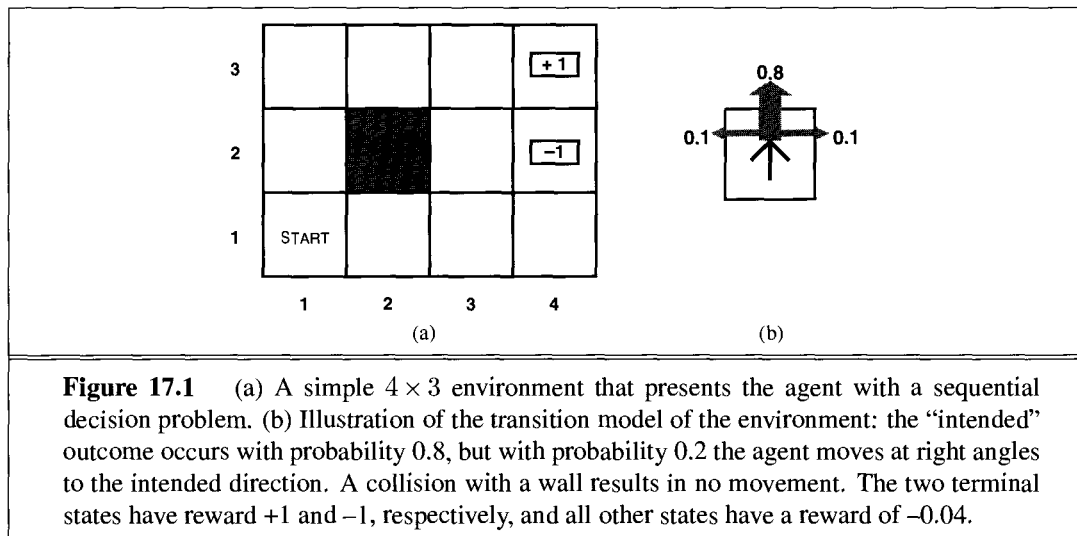 3
+ 1
0.8
0.1
0.1
2
–1
1
START
1 2 3 4
(a) (b)
Figure 17.1 (a) A simple 4 × 3 environment that presents the agent with a sequential
decision problem. (b) Illustration of the transition model of the environment: the “intended”
outcome occurs with probability 0.8, but with probability 0.2 the agent moves at right angles
to the intended direction. A collision with a wall results in no movement. The two terminal
states have reward +1 and –1, respectively, and all other states have a reward of –0.04.